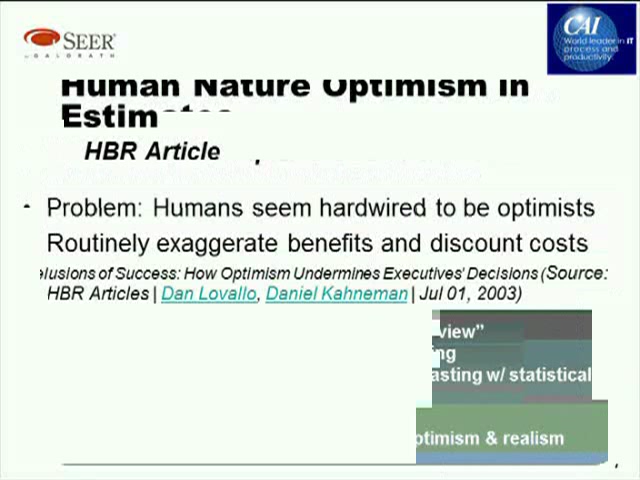 SEER
by GALORATH
CAI
World leader in IT
process and
productivity.
Human Nature Optimism in
HBR Article
Problem: Humans seem hardwired to be optimists
Routinely exaggerate benefits and discount costs
elusions of Success: How Optimism Undermines Executives' Decisions (Source:
HBR Articles | Dan Lovallo, Daniel Kahneman | Jul 01, 2003)
view"
ng
asting w/ statistical
ptimism & realism